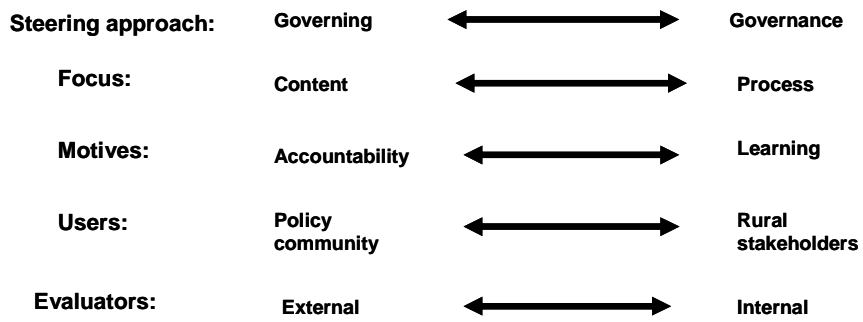 Steering approach: Governing Governance
Focus: Content Process
Motives: Accountability Learning
Users: Policy community Rural stakeholders
Evaluators: External Internal